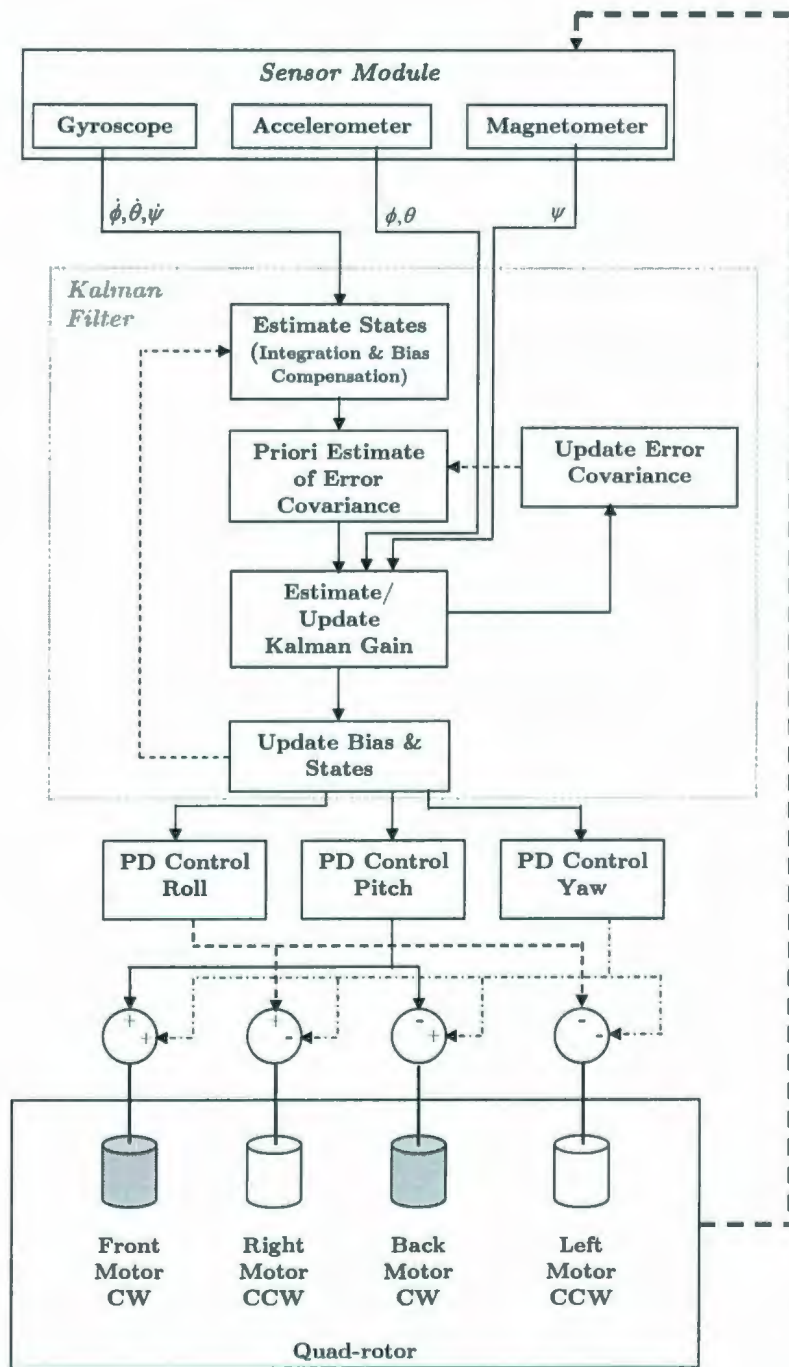 Sensor Module
Gyroscope
Accelerometer
Magnetometer
ϕ̇,θ̇,ψ̇
ϕ,θ
ψ
Kalman
Filter
Estimate States
(Integration & Bias
Compensation)
Priori Estimate
of Error
Covariance
Update Error
Covariance
Estimate/
Update
Kalman Gain
Update Bias &
States
PD Control
Roll
PD Control
Pitch
PD Control
Yaw
+
+
+
-
-
+
-
-
Front
Motor
CW
Right
Motor
CCW
Back
Motor
CW
Left
Motor
CCW
Quad-rotor